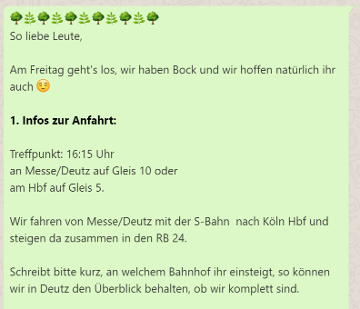 🌳🌿🌳🌿🌳🌿🌳🌿🌳🌿🌳
So liebe Leute,
Am Freitag geht's los, wir haben Bock und wir hoffen natürlich ihr
auch 😏
1. Infos zur Anfahrt:
Treffpunkt: 16:15 Uhr
an Messe/Deutz auf Gleis 10 oder
am Hbf auf Gleis 5.
Wir fahren von Messe/Deutz mit der S-Bahn  nach Köln Hbf und
steigen da zusammen in den RB 24.
Schreibt bitte kurz, an welchem Bahnhof ihr einsteigt, so können
wir in Deutz den Überblick behalten, ob wir komplett sind.